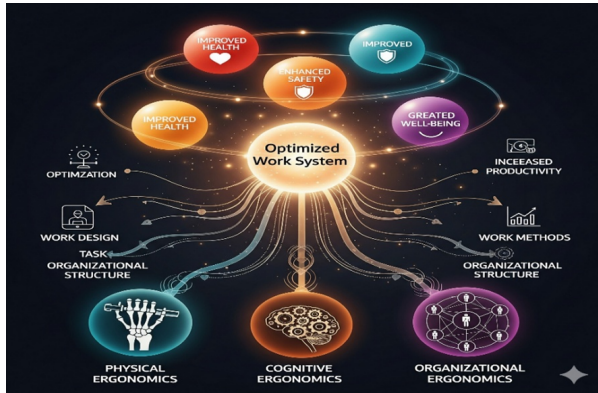 IMPROVED
HEALTH
IMPROVED
ENHANCED
SAFETY
IMPROVED
HEALTH
GREATED
WELL-BEING
Optimized
Work System
OPTIMZATION
INCEEASED
PRODUCTIVITY
WORK DESIGN
WORK METHODS
TASK
ORGANIZATIONAL
STRUCTURE
ORGANIZATIONAL
STRUCTURE
PHYSICAL
ERGONOMICS
COGNITIVE
ERGONOMICS
ORGANIZATIONAL
ERGONOMICS